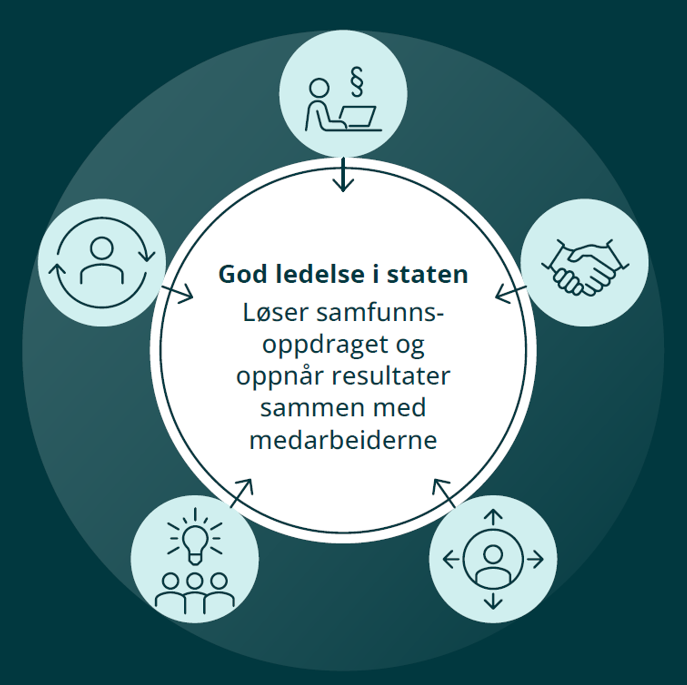 §
God ledelse i staten
Løser samfunns-
oppdraget og
oppnår resultater
sammen med
medarbeiderne